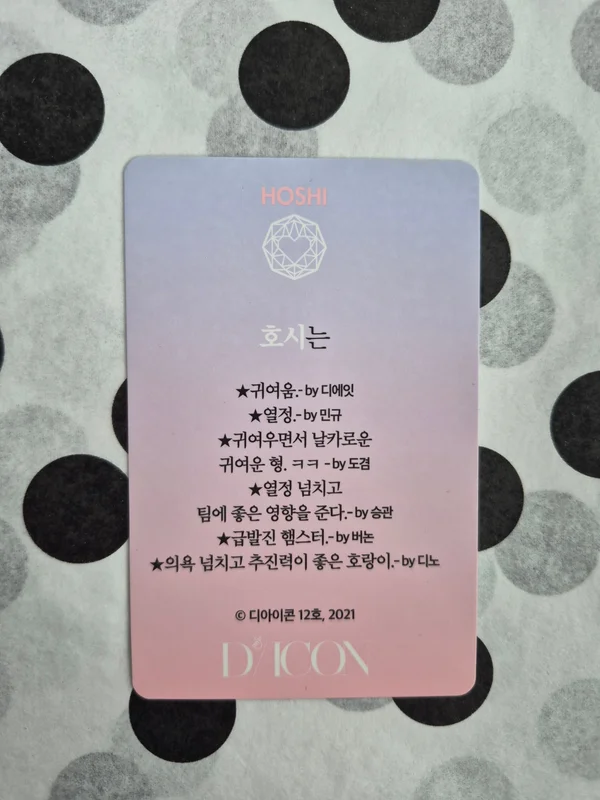 HOSHI
호시는
★귀여움.- by 디에잇
★열정.- by 민규
★귀여우면서 날카로운
귀여운 형. ㅋㅋ - by 도겸
★열정 넘치고
팀에 좋은 영향을 준다.- by 승관
★급발진 햄스터.- by 버논
★의욕 넘치고 추진력이 좋은 호랑이.- by 디노
© 디아이콘 12호, 2021
D'ICON